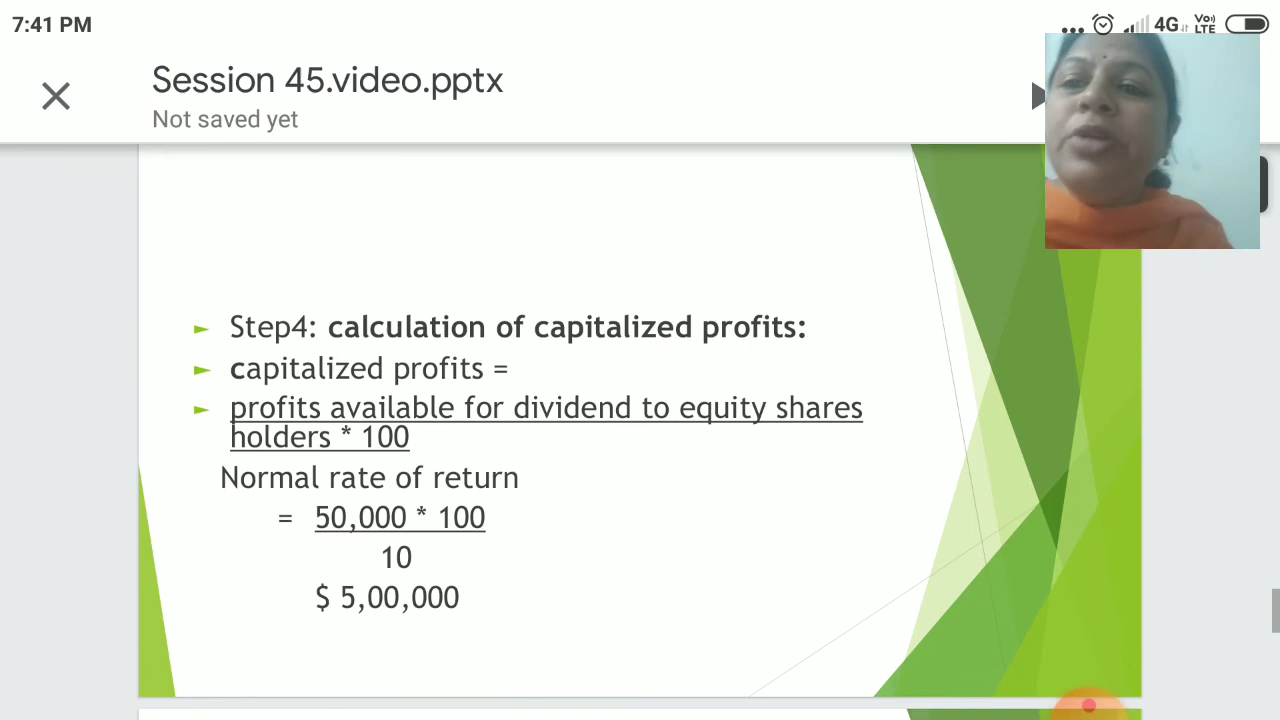 7:41 PM
... 4G Vo)) LTE
Session 45.video.pptx
Not saved yet
Step4: calculation of capitalized profits:
capitalized profits =
profits available for dividend to equity shares
holders * 100
Normal rate of return
= 50,000 * 100
10
$ 5,00,000